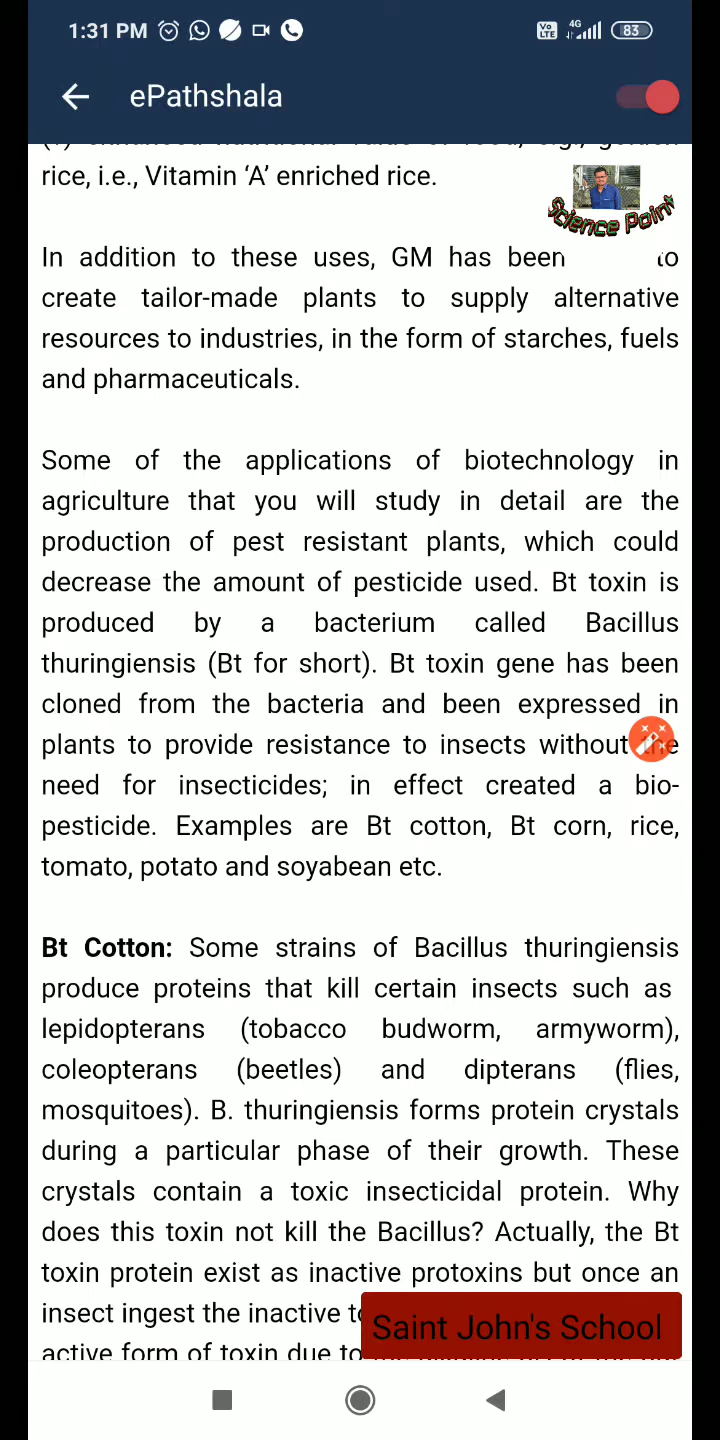 1:31 PM
Vo LTE 4G 83
ePathshala
rice, i.e., Vitamin ‘A’ enriched rice.
Science Point
In addition to these uses, GM has been to
create tailor-made plants to supply alternative
resources to industries, in the form of starches, fuels
and pharmaceuticals.
Some of the applications of biotechnology in
agriculture that you will study in detail are the
production of pest resistant plants, which could
decrease the amount of pesticide used. Bt toxin is
produced by a bacterium called Bacillus
thuringiensis (Bt for short). Bt toxin gene has been
cloned from the bacteria and been expressed in
plants to provide resistance to insects without the
need for insecticides; in effect created a bio-
pesticide. Examples are Bt cotton, Bt corn, rice,
tomato, potato and soyabean etc.
Bt Cotton: Some strains of Bacillus thuringiensis
produce proteins that kill certain insects such as
lepidopterans (tobacco budworm, armyworm),
coleopterans (beetles) and dipterans (flies,
mosquitoes). B. thuringiensis forms protein crystals
during a particular phase of their growth. These
crystals contain a toxic insecticidal protein. Why
does this toxin not kill the Bacillus? Actually, the Bt
toxin protein exist as inactive protoxins but once an
insect ingest the inactive
Saint John's School
active form of toxin due to